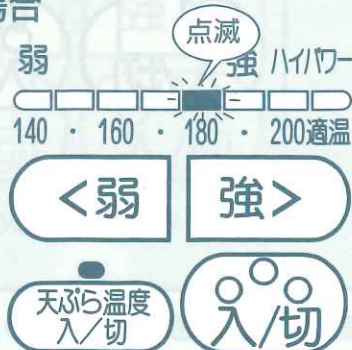 場合
点滅
弱 強 ハイパワー
140 ・ 160 ・ 180 ・ 200適温
<弱 強>
天ぷら温度
入/切
入/切